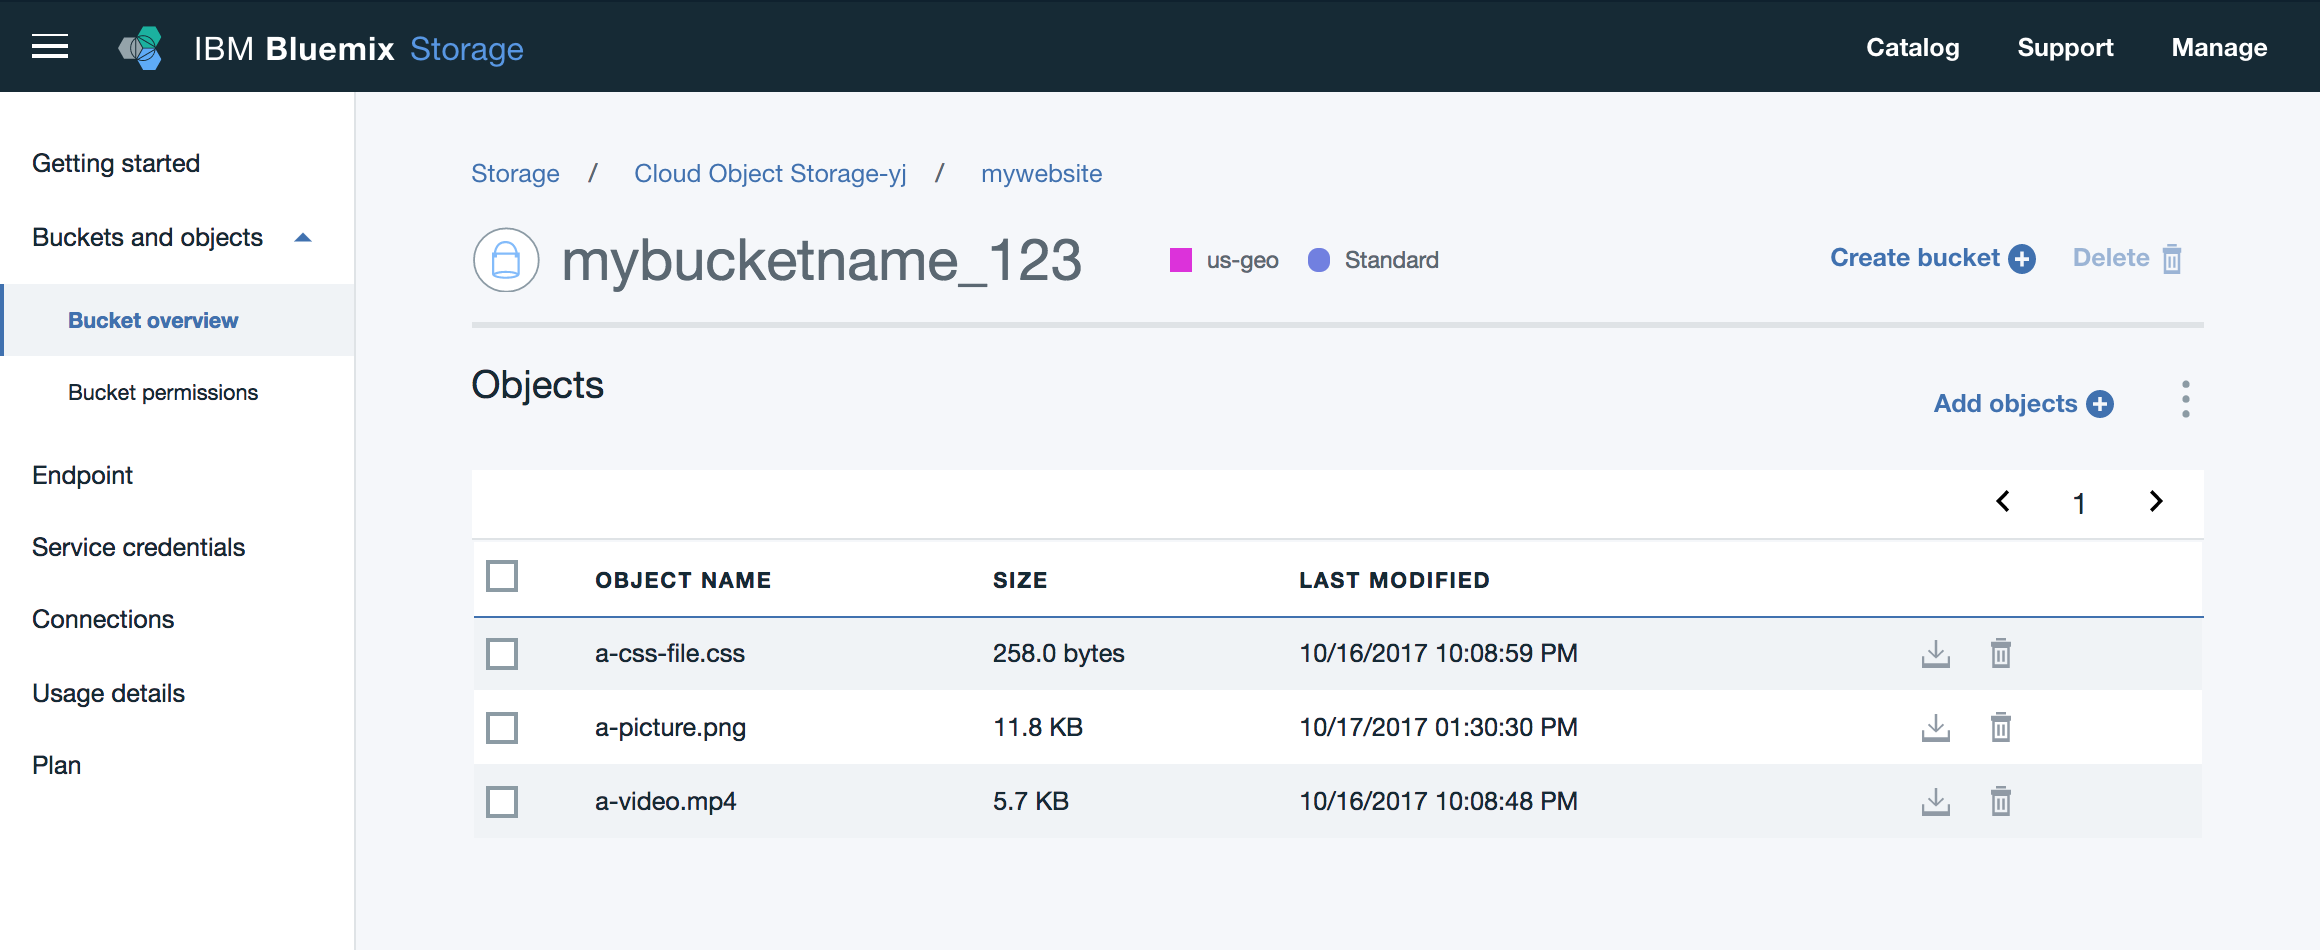 IBM Bluemix Storage
Catalog Support Manage
Getting started
Buckets and objects
Bucket overview
Bucket permissions
Endpoint
Service credentials
Connections
Usage details
Plan
Storage / Cloud Object Storage-yj / mywebsite
mybucketname_123 us-geo Standard
Create bucket Delete
Objects
Add objects
1
OBJECT NAME SIZE LAST MODIFIED
a-css-file.css 258.0 bytes 10/16/2017 10:08:59 PM
a-picture.png 11.8 KB 10/17/2017 01:30:30 PM
a-video.mp4 5.7 KB 10/16/2017 10:08:48 PM